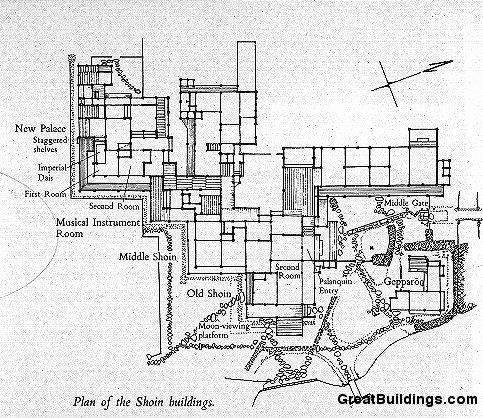 New Palace
Staggered
shelves
Imperial
Dais
First Room
Second Room
Musical Instrument
Room
Middle Shoin
Old Shoin
Moon-viewing
platform
Second
Room
Palanquin
Entry
Middle Gate
Gepparō
Plan of the Shoin buildings.
GreatBuildings.com